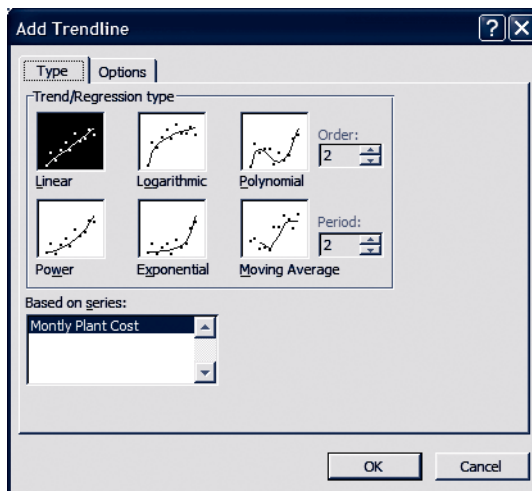 Add Trendline
Type
Options
Trend/Regression type
Linear
Logarithmic
Polynomial
Order:
2
Power
Exponential
Moving Average
Period:
2
Based on series:
Montly Plant Cost
OK
Cancel